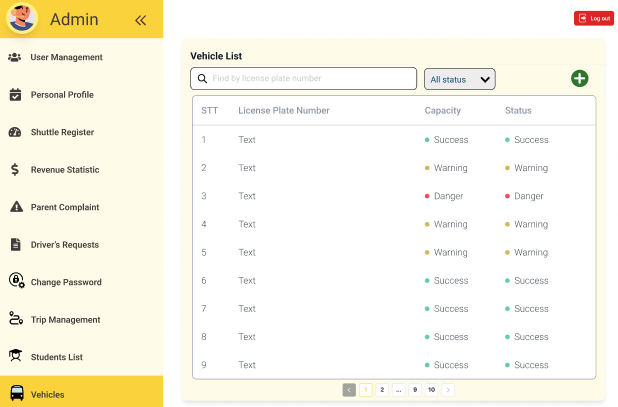 Admin
Log out
User Management
Personal Profile
Shuttle Register
Revenue Statistic
Parent Complaint
Driver's Requests
Change Password
Trip Management
Students List
Vehicles
Vehicle List
Find by license plate number
All status
STT License Plate Number Capacity Status
1 Text Success Success
2 Text Warning Warning
3 Text Danger Danger
4 Text Warning Warning
5 Text Warning Warning
6 Text Success Success
7 Text Success Success
8 Text Success Success
9 Text Success Success
< 1 2 ... 9 10 >